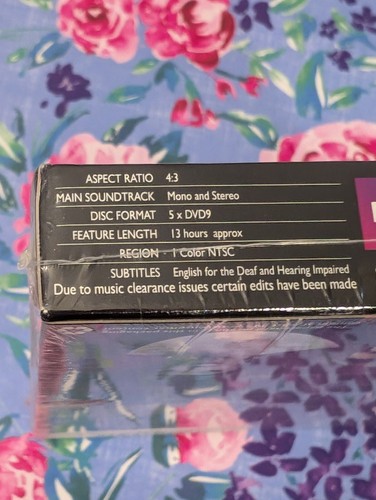 ASPECT RATIO 4:3
MAIN SOUNDTRACK Mono and Stereo
DISC FORMAT 5 x DVD9
FEATURE LENGTH 13 hours approx
REGION 1 Color NTSC
SUBTITLES English for the Deaf and Hearing Impaired
Due to music clearance issues certain edits have been made